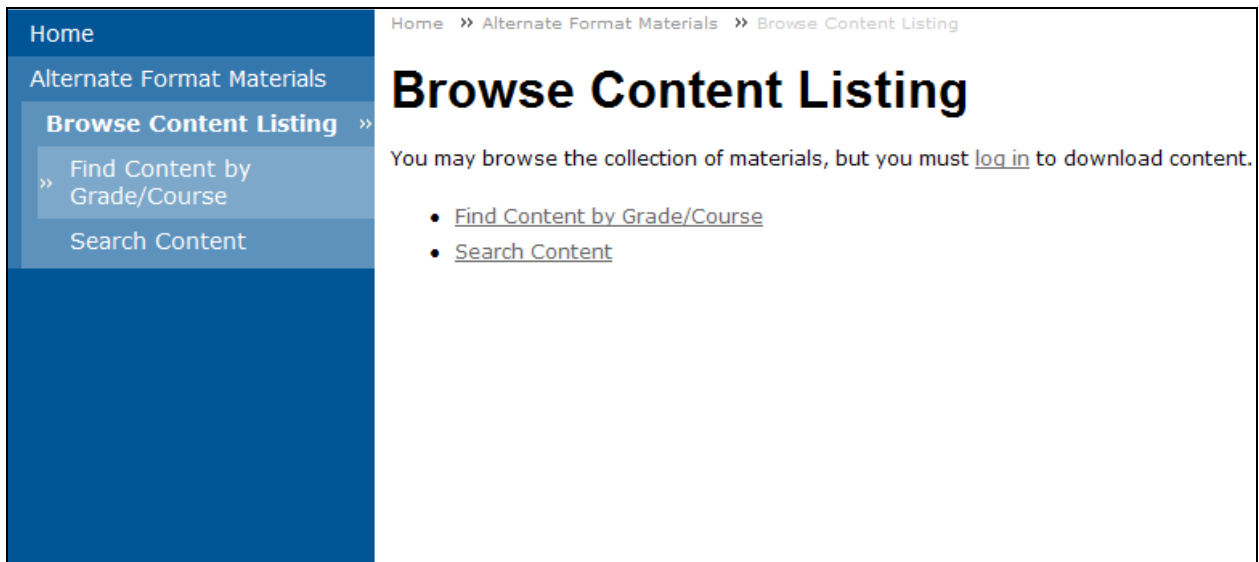 Home
Alternate Format Materials
Browse Content Listing »
» Find Content by
Grade/Course
Search Content
Home » Alternate Format Materials » Browse Content Listing
Browse Content Listing
You may browse the collection of materials, but you must log in to download content.
• Find Content by Grade/Course
• Search Content